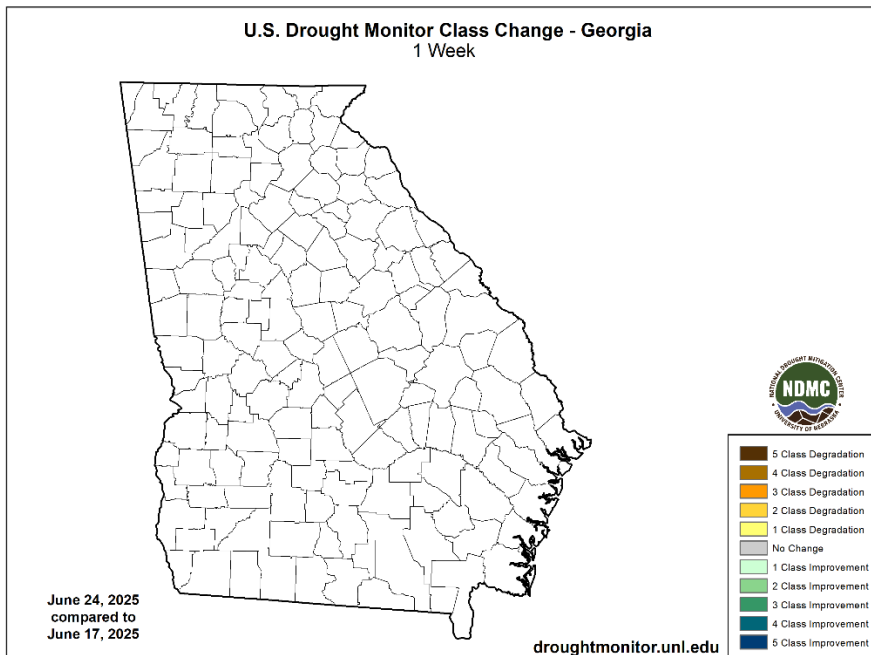 U.S. Drought Monitor Class Change - Georgia
1 Week
NATIONAL DROUGHT MITIGATION CENTER
NDMC
UNIVERSITY OF NEBRASKA
5 Class Degradation
4 Class Degradation
3 Class Degradation
2 Class Degradation
1 Class Degradation
No Change
1 Class Improvement
2 Class Improvement
3 Class Improvement
4 Class Improvement
5 Class Improvement
June 24, 2025
compared to
June 17, 2025
droughtmonitor.unl.edu